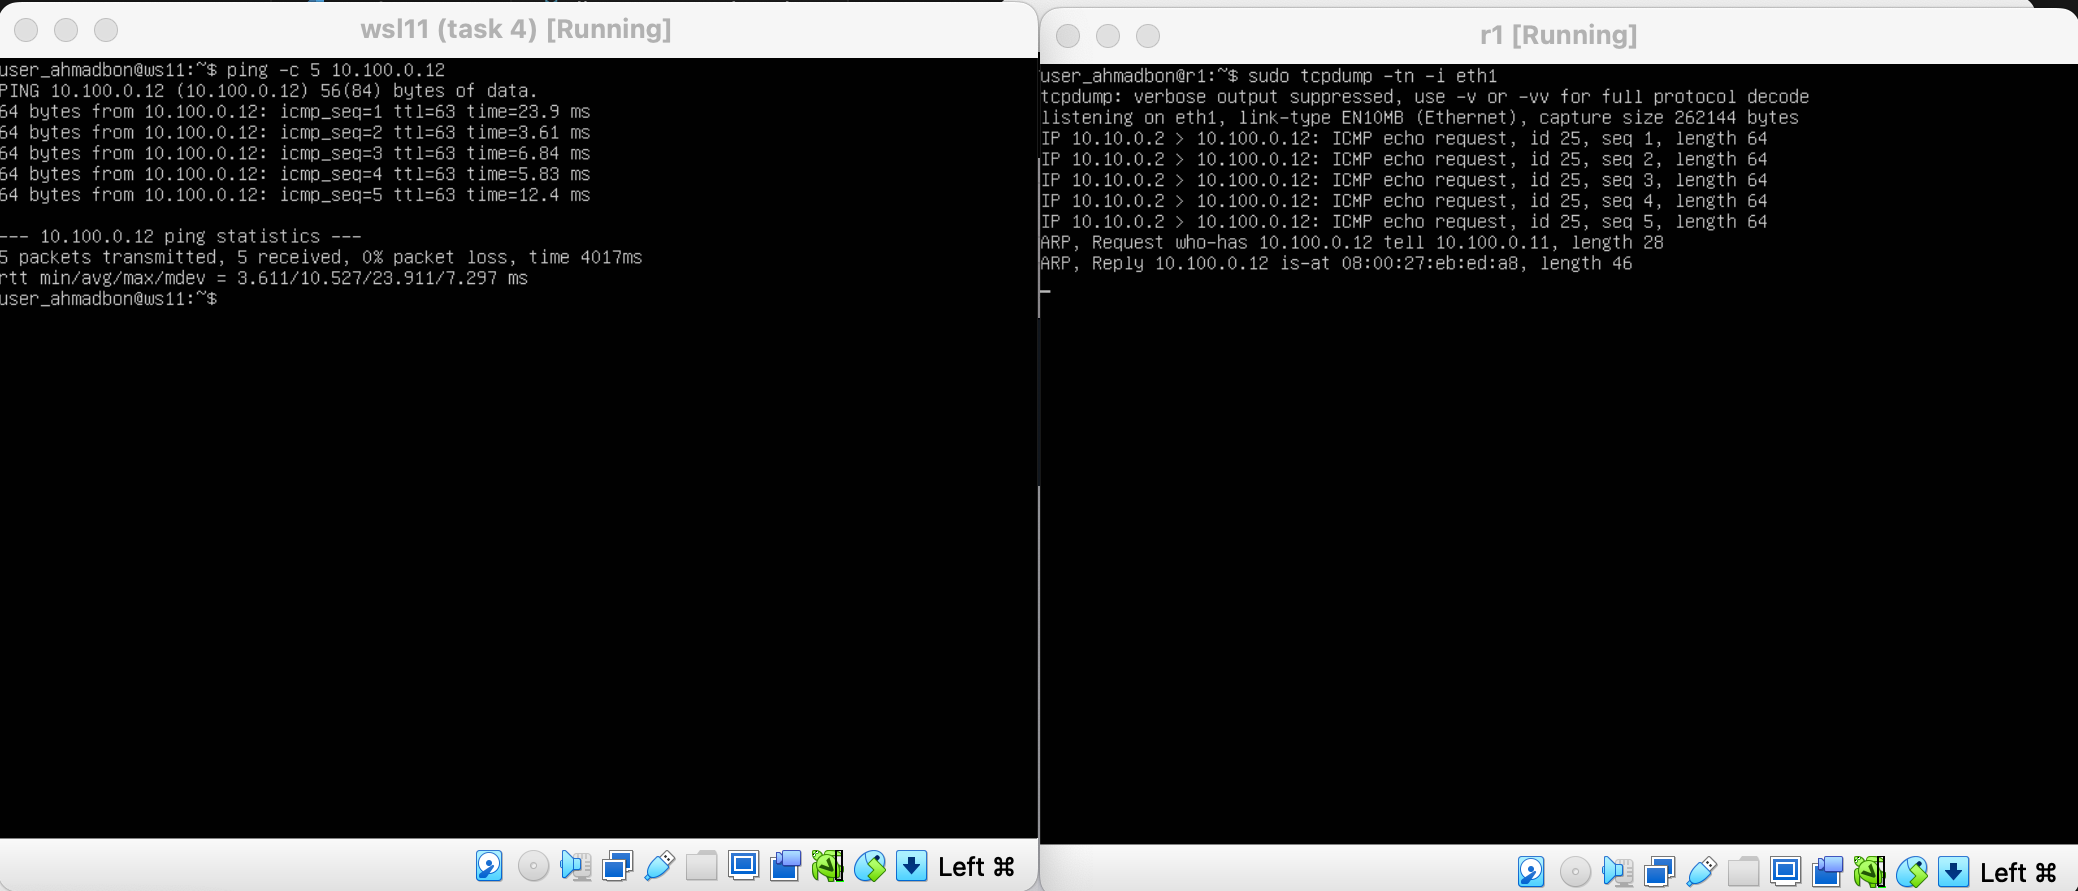 wsl11 (task 4) [Running]
user_ahmadbon@ws11:~$ ping -c 5 10.100.0.12
PING 10.100.0.12 (10.100.0.12) 56(84) bytes of data.
64 bytes from 10.100.0.12: icmp_seq=1 ttl=63 time=23.9 ms
64 bytes from 10.100.0.12: icmp_seq=2 ttl=63 time=3.61 ms
64 bytes from 10.100.0.12: icmp_seq=3 ttl=63 time=6.84 ms
64 bytes from 10.100.0.12: icmp_seq=4 ttl=63 time=5.83 ms
64 bytes from 10.100.0.12: icmp_seq=5 ttl=63 time=12.4 ms
--- 10.100.0.12 ping statistics ---
5 packets transmitted, 5 received, 0% packet loss, time 4017ms
rtt min/avg/max/mdev = 3.611/10.527/23.911/7.297 ms
user_ahmadbon@ws11:~$
Left ⌘
r1 [Running]
user_ahmadbon@r1:~$ sudo tcpdump -tn -i eth1
tcpdump: verbose output suppressed, use -v or -vv for full protocol decode
listening on eth1, link-type EN10MB (Ethernet), capture size 262144 bytes
IP 10.10.0.2 > 10.100.0.12: ICMP echo request, id 25, seq 1, length 64
IP 10.10.0.2 > 10.100.0.12: ICMP echo request, id 25, seq 2, length 64
IP 10.10.0.2 > 10.100.0.12: ICMP echo request, id 25, seq 3, length 64
IP 10.10.0.2 > 10.100.0.12: ICMP echo request, id 25, seq 4, length 64
IP 10.10.0.2 > 10.100.0.12: ICMP echo request, id 25, seq 5, length 64
ARP, Request who-has 10.100.0.12 tell 10.100.0.11, length 28
ARP, Reply 10.100.0.12 is-at 08:00:27:eb:ed:a8, length 46
Left ⌘